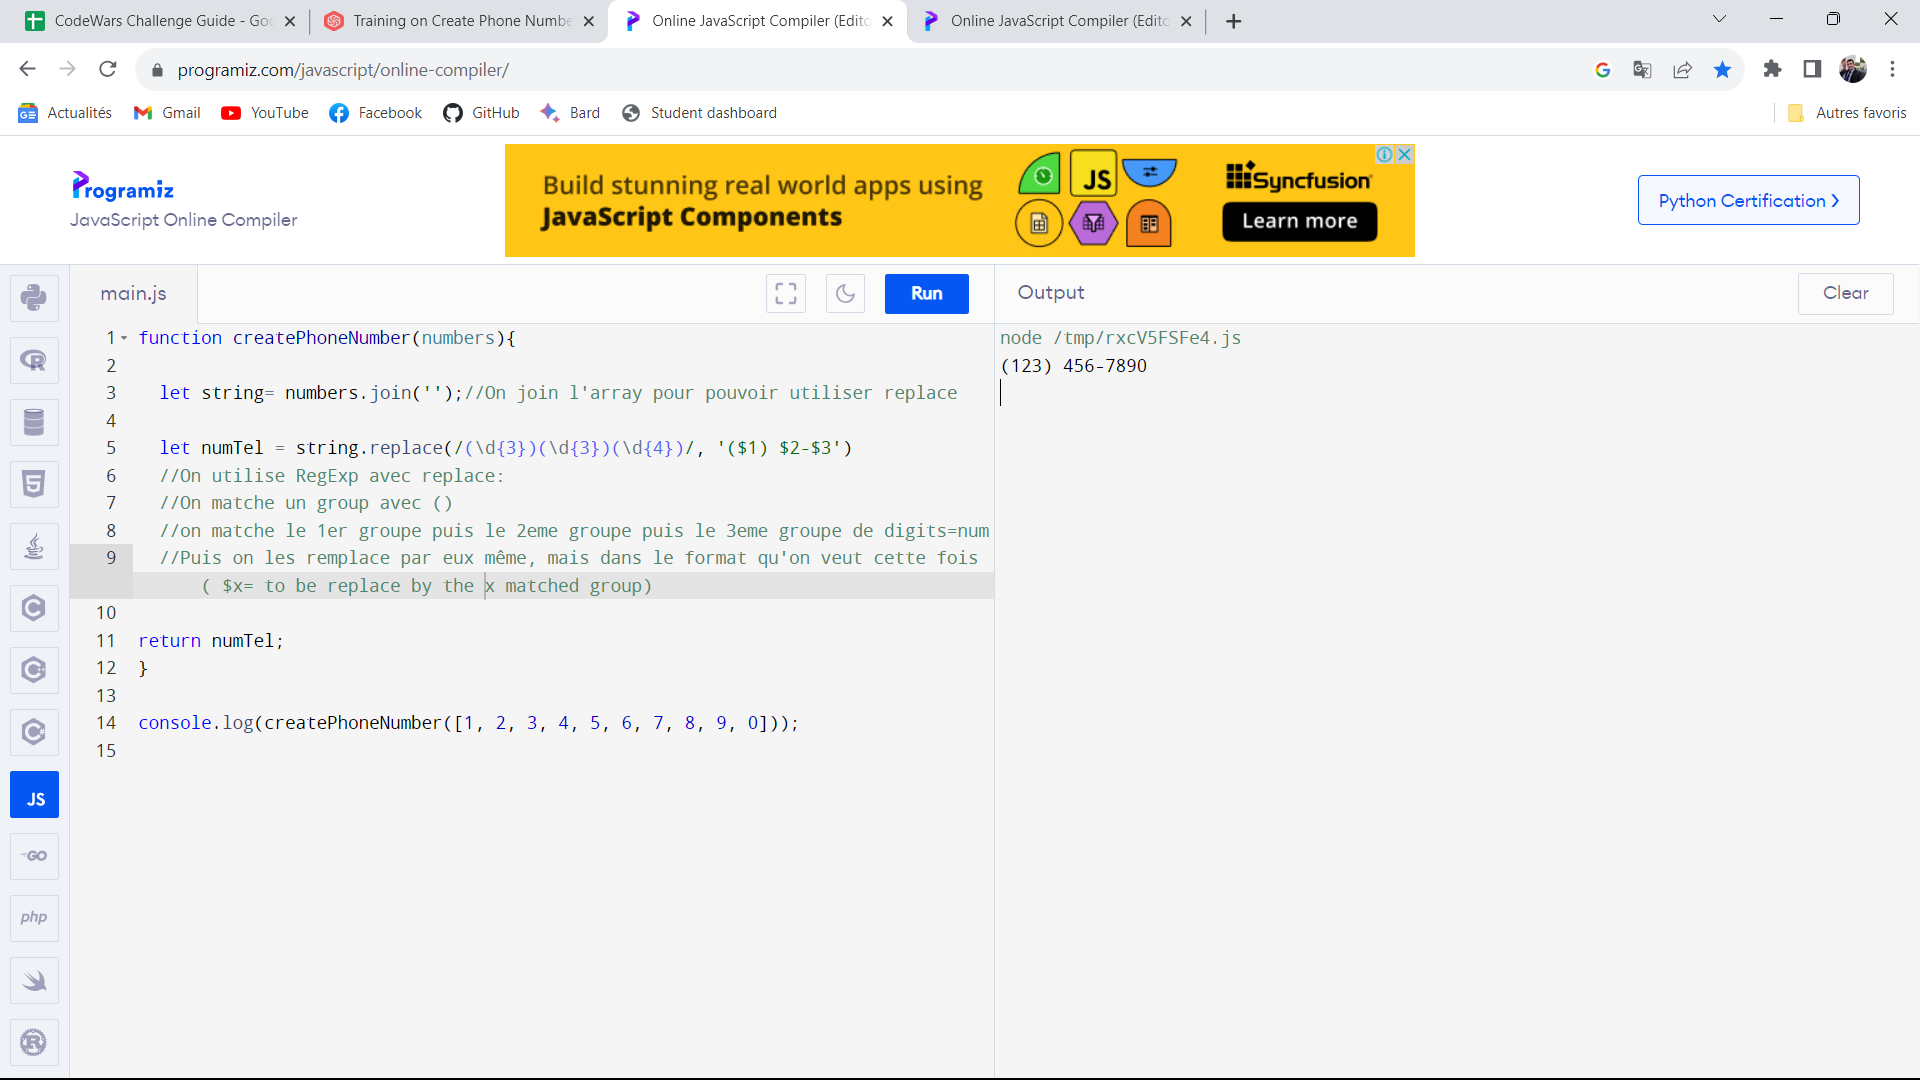 CodeWars Challenge Guide - Goo
Training on Create Phone Numbe
Online JavaScript Compiler (Edito
Online JavaScript Compiler (Edito
programiz.com/javascript/online-compiler/
Actualités
Gmail
YouTube
Facebook
GitHub
Bard
Student dashboard
Autres favoris
Programiz
JavaScript Online Compiler
Build stunning real world apps using
JavaScript Components
JS
Syncfusion
Learn more
Python Certification >
main.js
Run
Output
Clear
1 function createPhoneNumber(numbers){
2
3 let string= numbers.join('');//On join l'array pour pouvoir utiliser replace
4
5 let numTel = string.replace(/(\d{3})(\d{3})(\d{4})/, '($1) $2-$3')
6 //On utilise RegExp avec replace:
7 //On matche un group avec ()
8 //on matche le 1er groupe puis le 2eme groupe puis le 3eme groupe de digits=num
9 //Puis on les remplace par eux même, mais dans le format qu'on veut cette fois
( $x= to be replace by the x matched group)
10
11 return numTel;
12 }
13
14 console.log(createPhoneNumber([1, 2, 3, 4, 5, 6, 7, 8, 9, 0]));
15
node /tmp/rxcV5FSFe4.js
(123) 456-7890
R
5
C
C
C
JS
GO
php
R